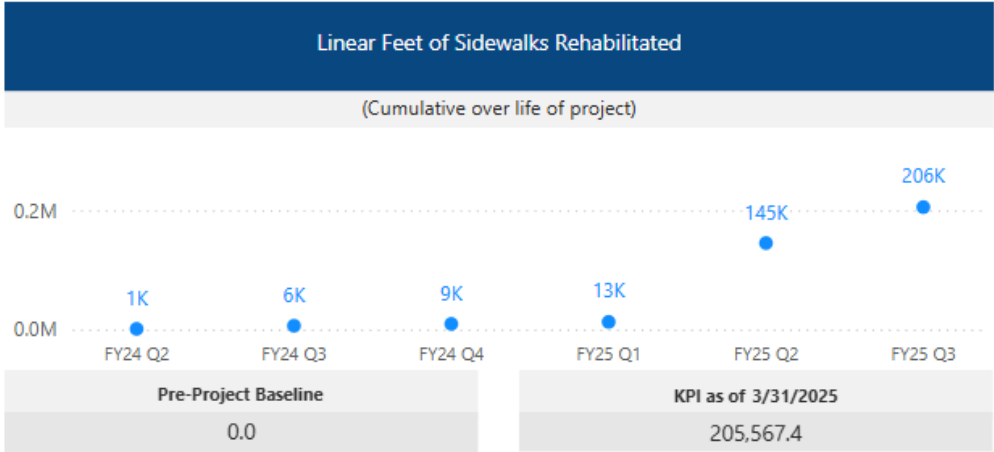 Linear Feet of Sidewalks Rehabilitated
(Cumulative over life of project)
206K
0.2M
145K
1K
6K
9K
13K
0.0M
FY24 Q2
FY24 Q3
FY24 Q4
FY25 Q1
FY25 Q2
FY25 Q3
Pre-Project Baseline
KPI as of 3/31/2025
0.0
205,567.4